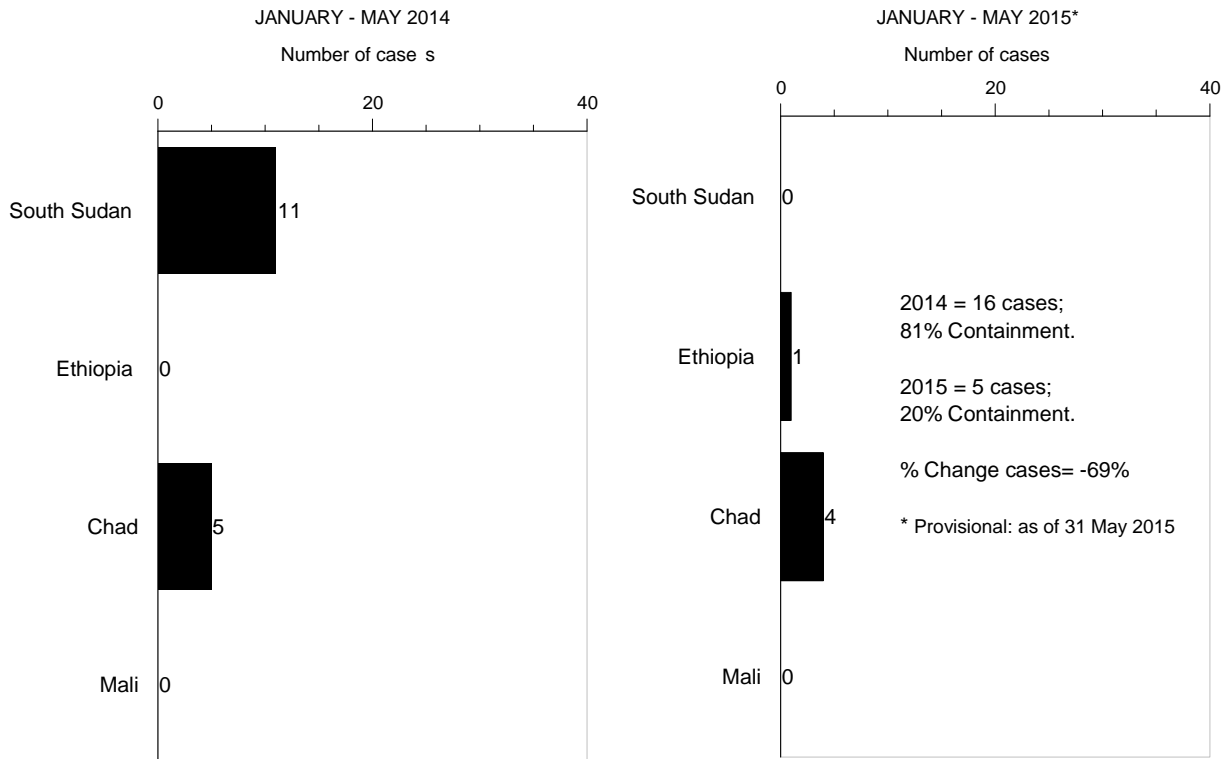 JANUARY - MAY 2014
Number of case s
0 20 40
South Sudan 11
Ethiopia 0
Chad 5
Mali 0
JANUARY - MAY 2015*
Number of cases
0 20 40
South Sudan 0
Ethiopia 1
Chad 4
Mali 0
2014 = 16 cases;
81% Containment.
2015 = 5 cases;
20% Containment.
% Change cases= -69%
* Provisional: as of 31 May 2015